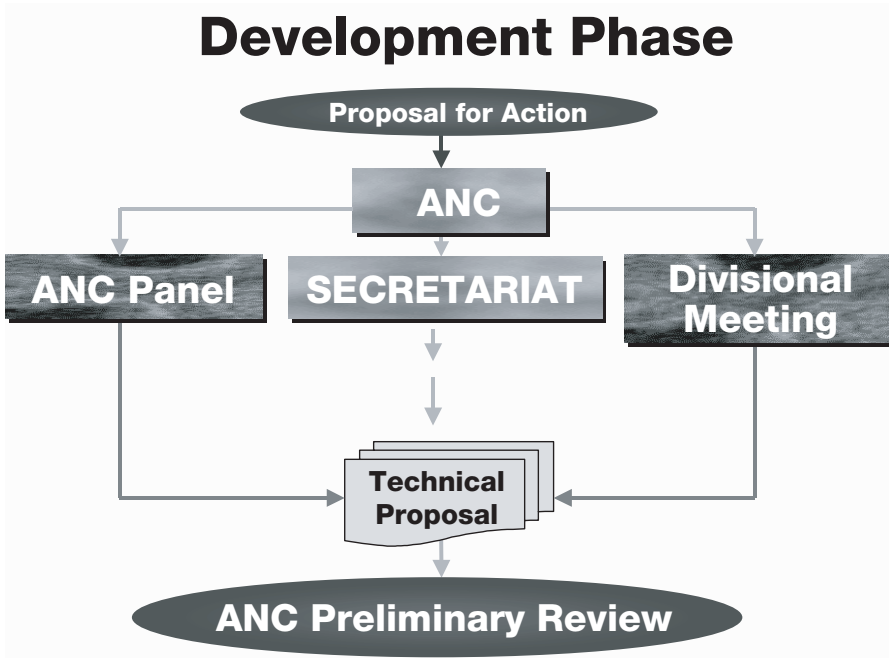 Development Phase
Proposal for Action
ANC
ANC Panel
SECRETARIAT
Divisional
Meeting
Technical
Proposal
ANC Preliminary Review